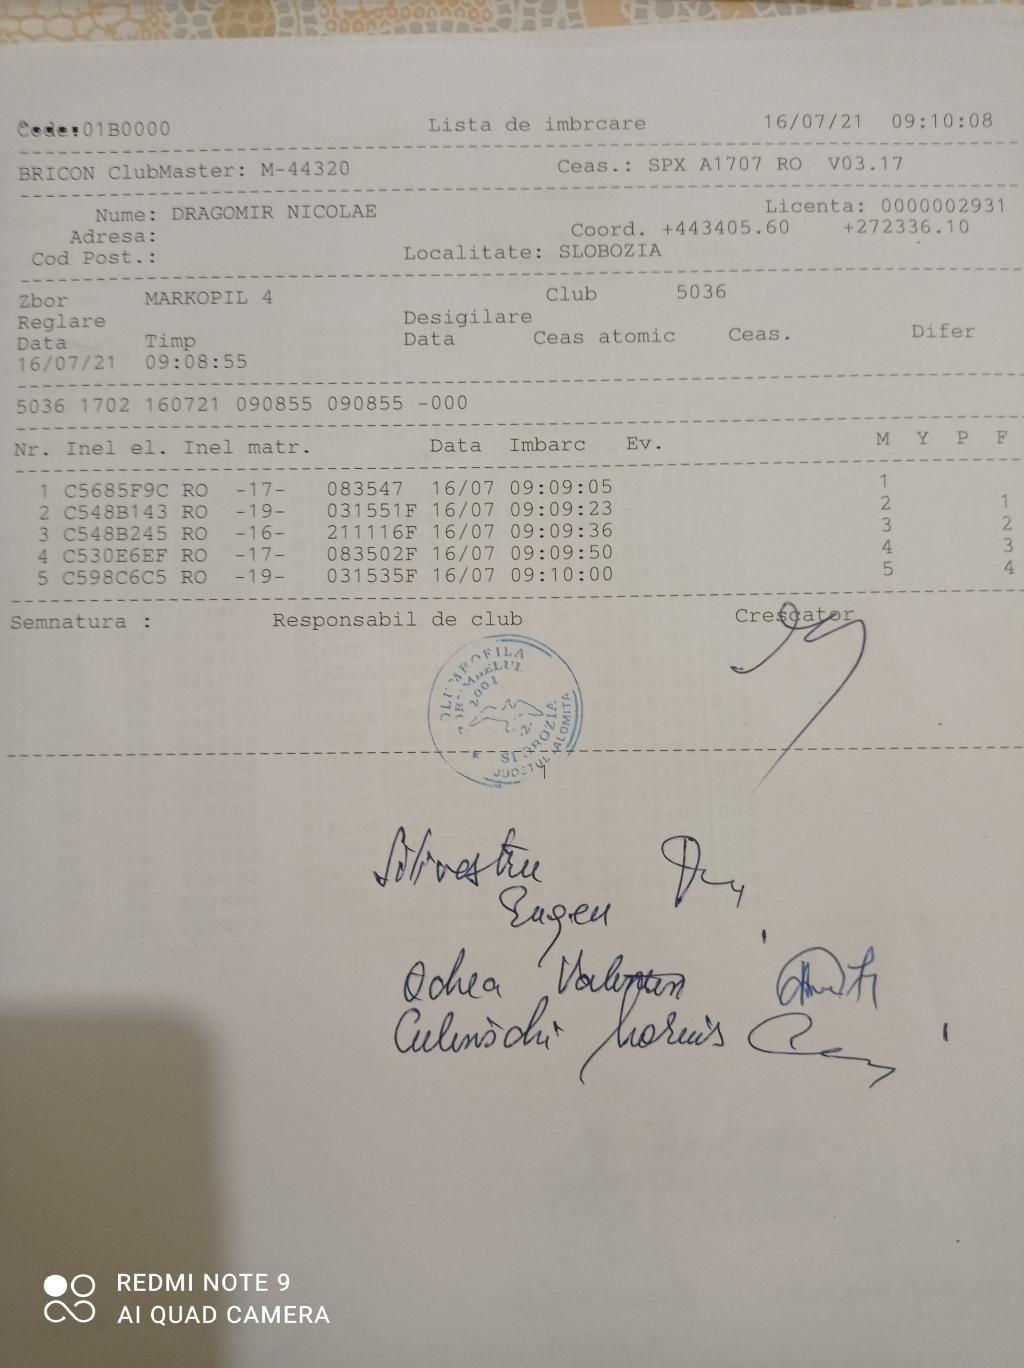 Code:01B0000 Lista de imbrcare 16/07/21 09:10:08
BRICON ClubMaster: M-44320 Ceas.: SPX A1707 RO V03.17
Nume: DRAGOMIR NICOLAE Licenta: 0000002931
Adresa: Coord. +443405.60 +272336.10
Cod Post.: Localitate: SLOBOZIA
Zbor MARKOPIL 4 Club 5036
Reglare Desigilare
Data Timp Data Ceas atomic Ceas. Difer
16/07/21 09:08:55
5036 1702 160721 090855 090855 -000
Nr. Inel el. Inel matr. Data Imbarc Ev. M Y P F
1 C5685F9C RO -17- 083547 16/07 09:09:05 1
2 C548B143 RO -19- 031551F 16/07 09:09:23 2 1
3 C548B245 RO -16- 211116F 16/07 09:09:36 3 2
4 C530E6EF RO -17- 083502F 16/07 09:09:50 4 3
5 C598C6C5 RO -19- 031535F 16/07 09:10:00 5 4
Semnatura : Responsabil de club Crescator
2001
SLOBOZIA
JUDETUL IALOMITA
Silivestru
Eugen
Odhea Valentin
REDMI NOTE 9
AI QUAD CAMERA